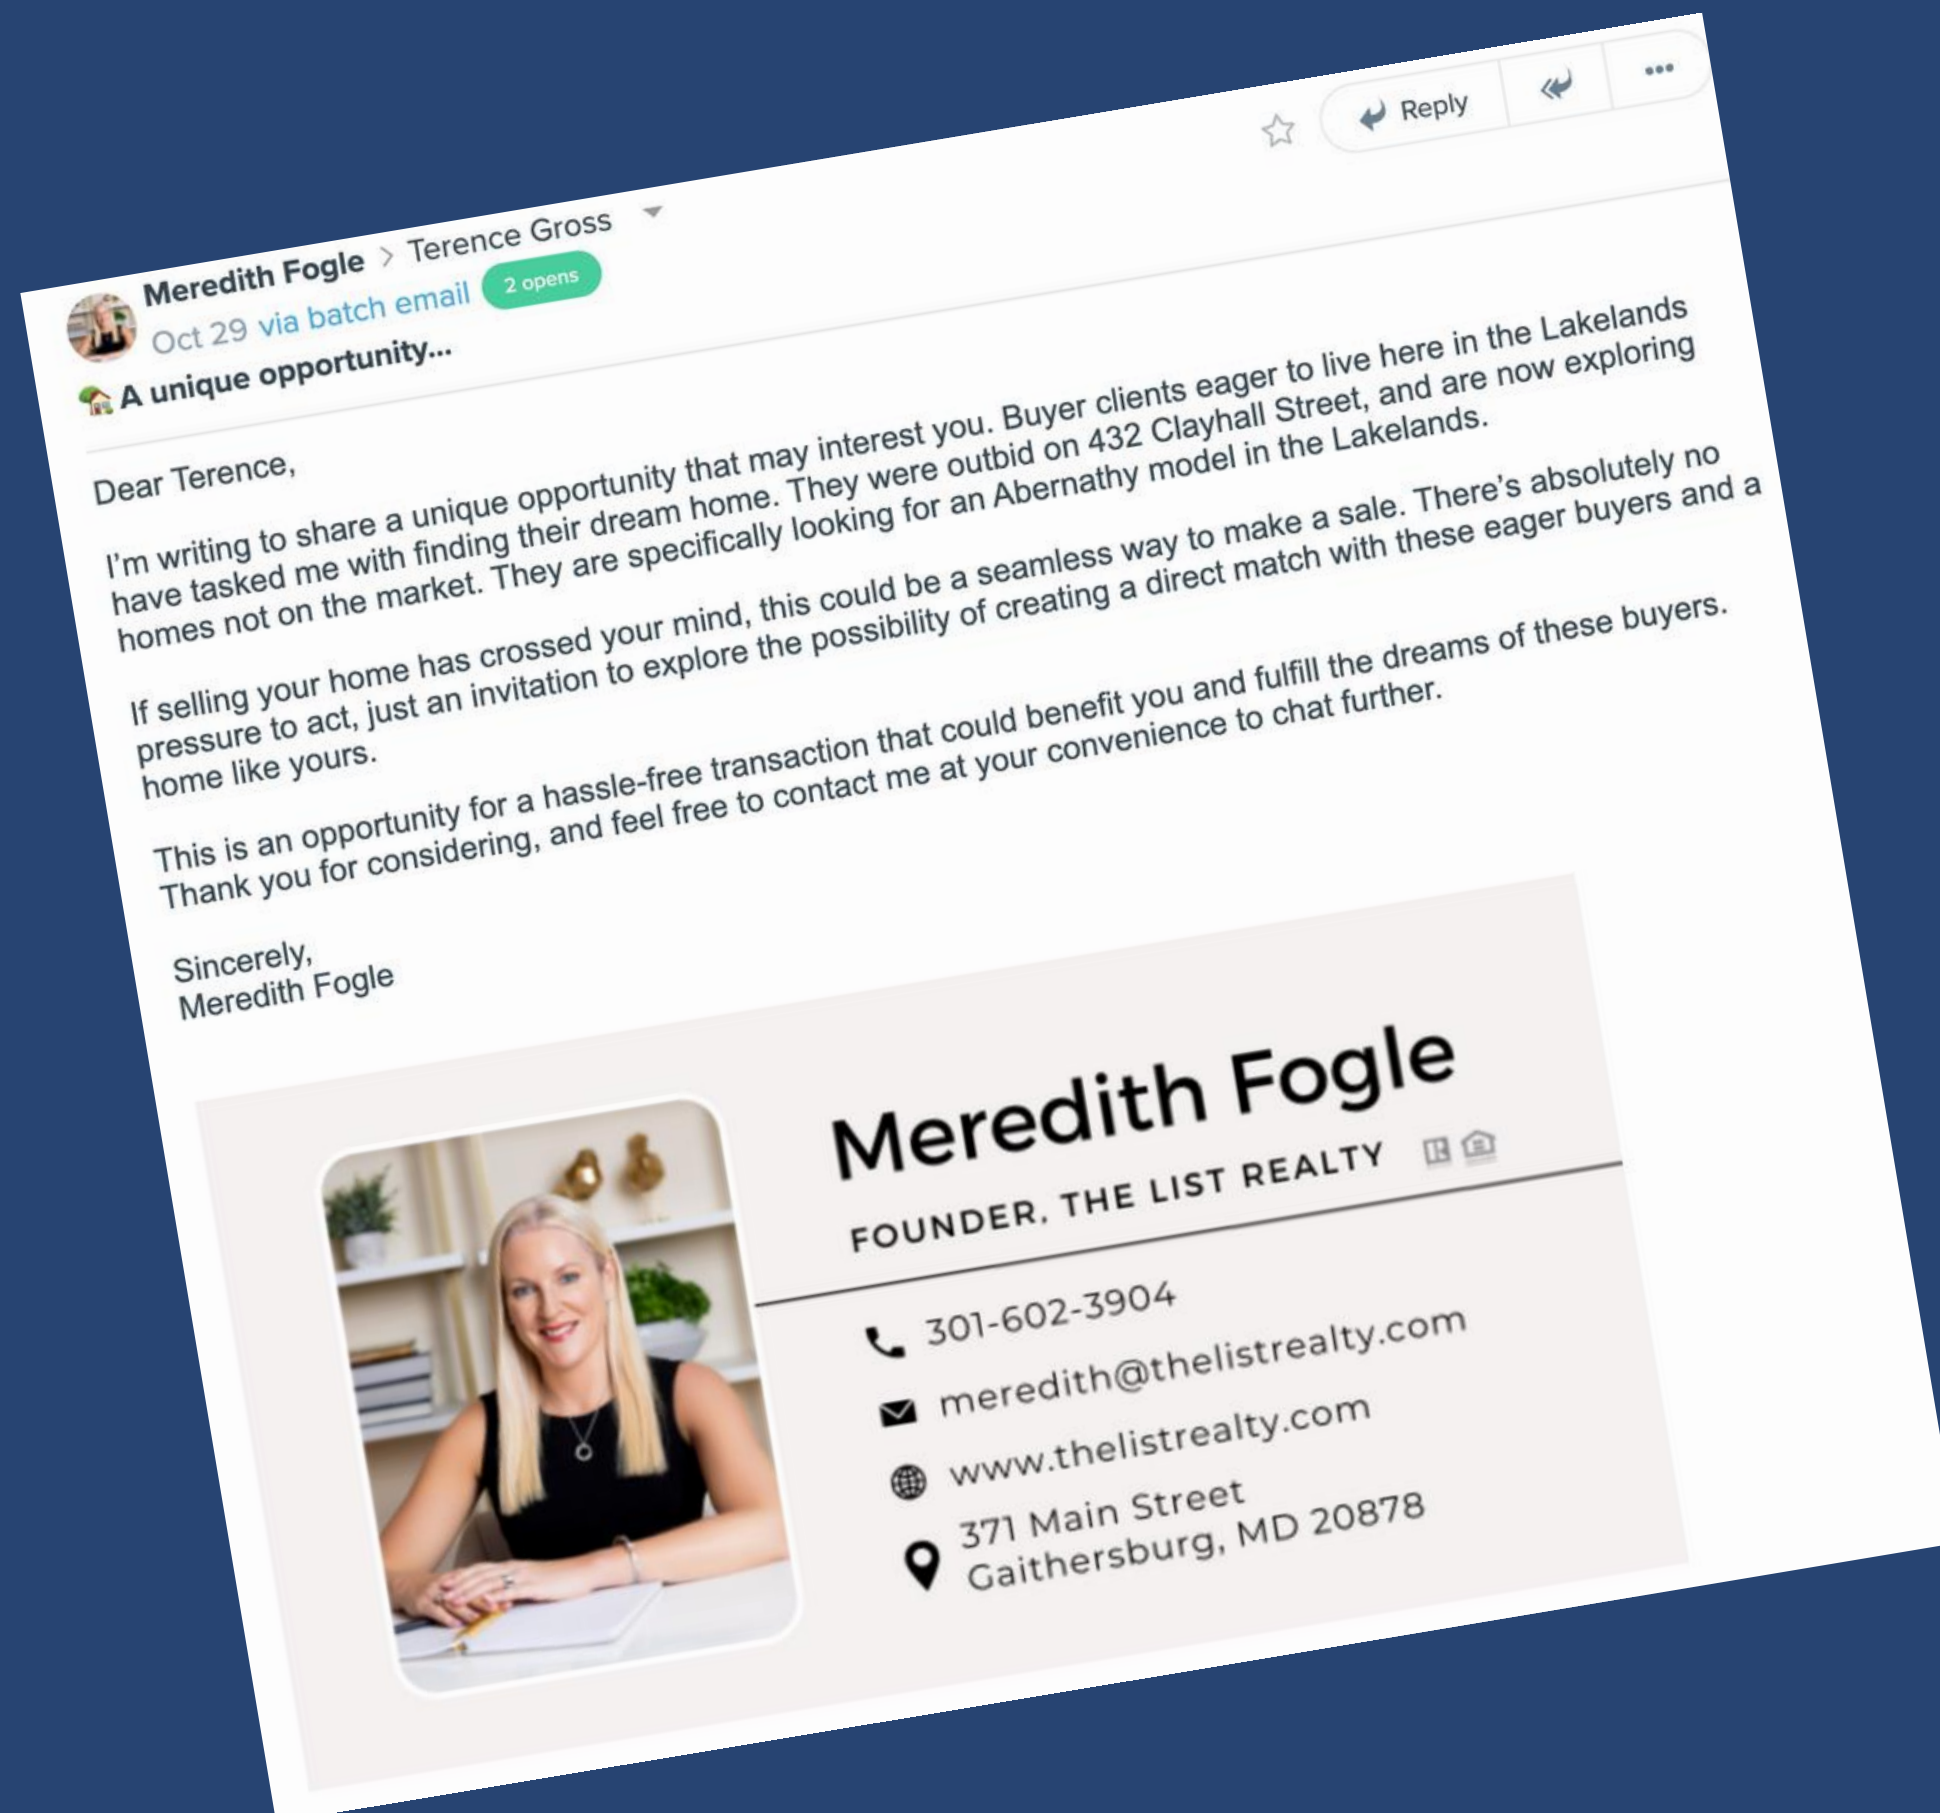 Reply
Meredith Fogle > Terence Gross
Oct 29 via batch email 2 opens
A unique opportunity...
Dear Terence,
I'm writing to share a unique opportunity that may interest you. Buyer clients eager to live here in the Lakelands
have tasked me with finding their dream home. They were outbid on 432 Clayhall Street, and are now exploring
homes not on the market. They are specifically looking for an Abernathy model in the Lakelands.
If selling your home has crossed your mind, this could be a seamless way to make a sale. There's absolutely no
pressure to act, just an invitation to explore the possibility of creating a direct match with these eager buyers and a
home like yours.
This is an opportunity for a hassle-free transaction that could benefit you and fulfill the dreams of these buyers.
Thank you for considering, and feel free to contact me at your convenience to chat further.
Sincerely,
Meredith Fogle
Meredith Fogle
FOUNDER, THE LIST REALTY
301-602-3904
meredith@thelistrealty.com
www.thelistrealty.com
371 Main Street
Gaithersburg, MD 20878